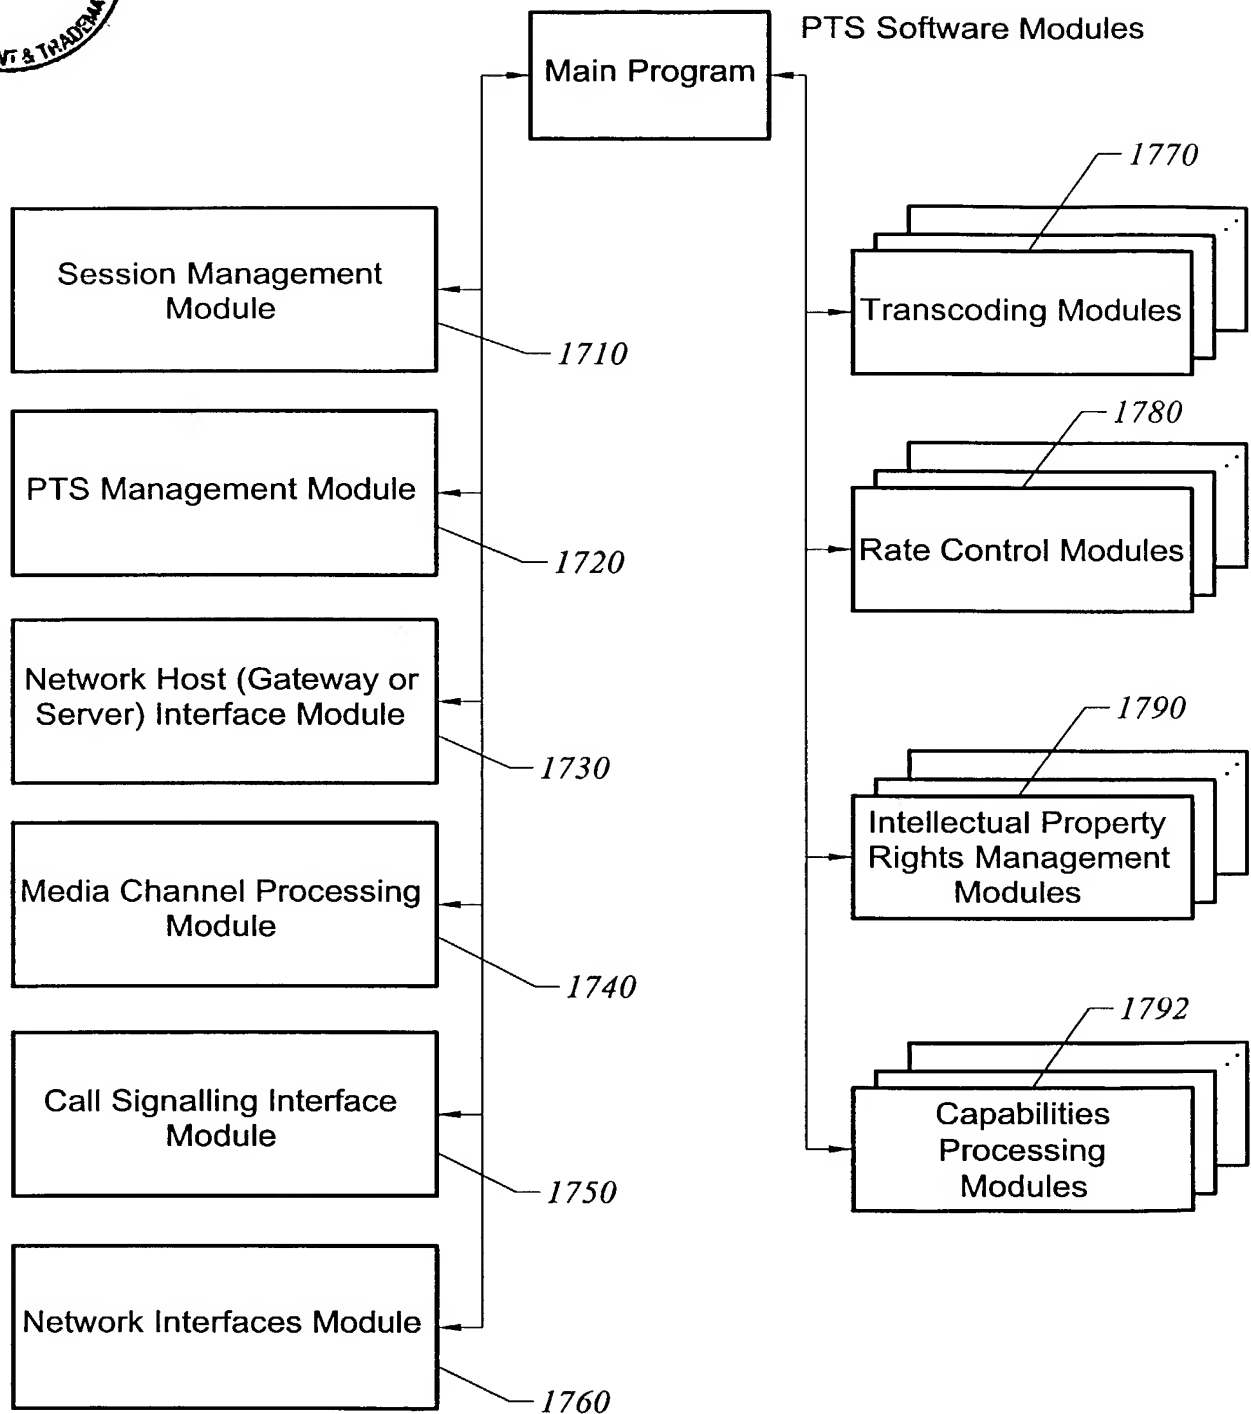 & TRADEMA
PTS Software Modules
Main Program
Session Management
Module
1710
PTS Management Module
1720
Network Host (Gateway or
Server) Interface Module
1730
Media Channel Processing
Module
1740
Call Signalling Interface
Module
1750
Network Interfaces Module
1760
1770
Transcoding Modules
1780
Rate Control Modules
1790
Intellectual Property
Rights Management
Modules
1792
Capabilities
Processing
Modules